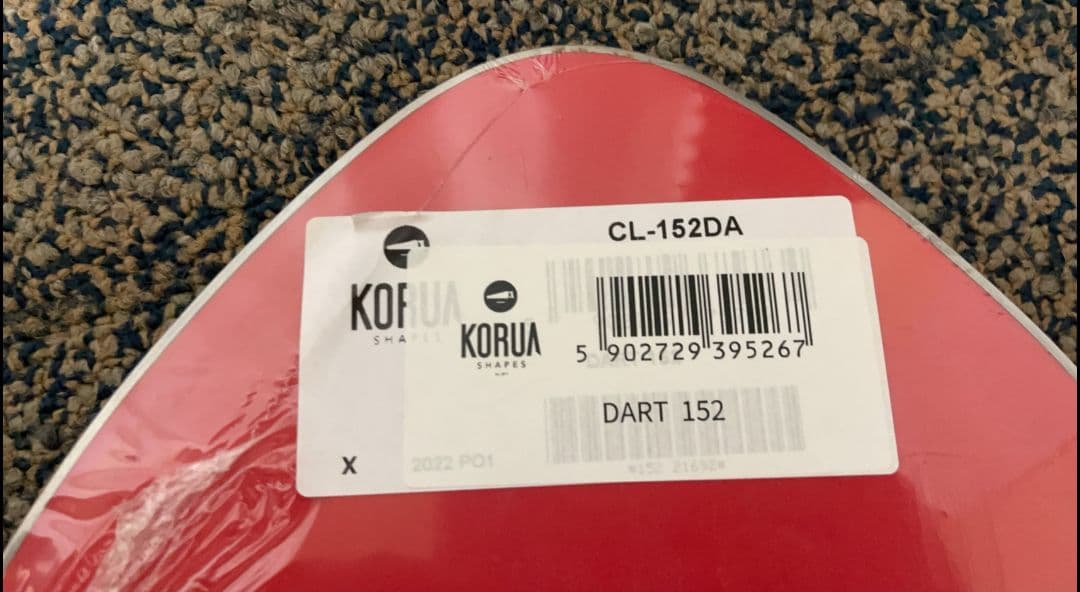 CL-152DA
KORUA
SHAPES
KORUA
SHAPES
5 902729 395267
DART 152
X
2022 PO1